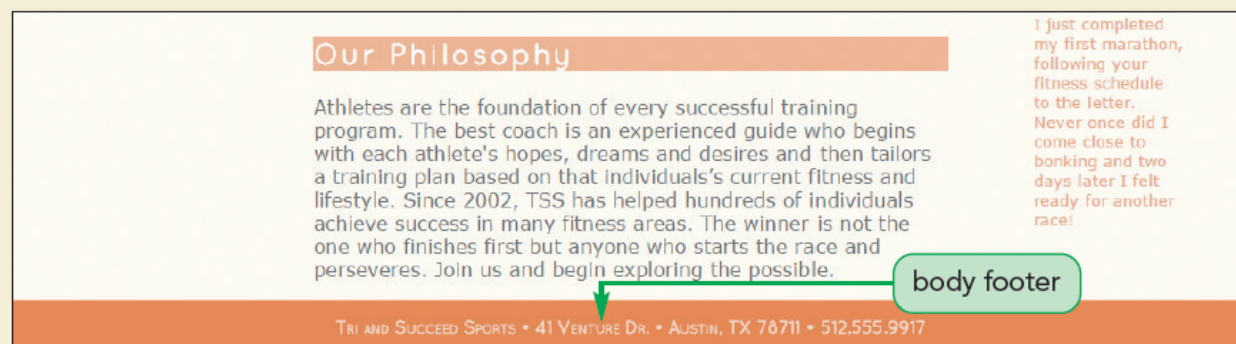 Our Philosophy
Athletes are the foundation of every successful training
program. The best coach is an experienced guide who begins
with each athlete's hopes, dreams and desires and then tailors
a training plan based on that individuals's current fitness and
lifestyle. Since 2002, TSS has helped hundreds of individuals
achieve success in many fitness areas. The winner is not the
one who finishes first but anyone who starts the race and
perseveres. Join us and begin exploring the possible.
I just completed
my first marathon,
following your
fitness schedule
to the letter.
Never once did I
come close to
bonking and two
days later I felt
ready for another
race!
body footer
Tri and Succeed Sports • 41 Venture Dr. • Austin, TX 78711 • 512.555.9917